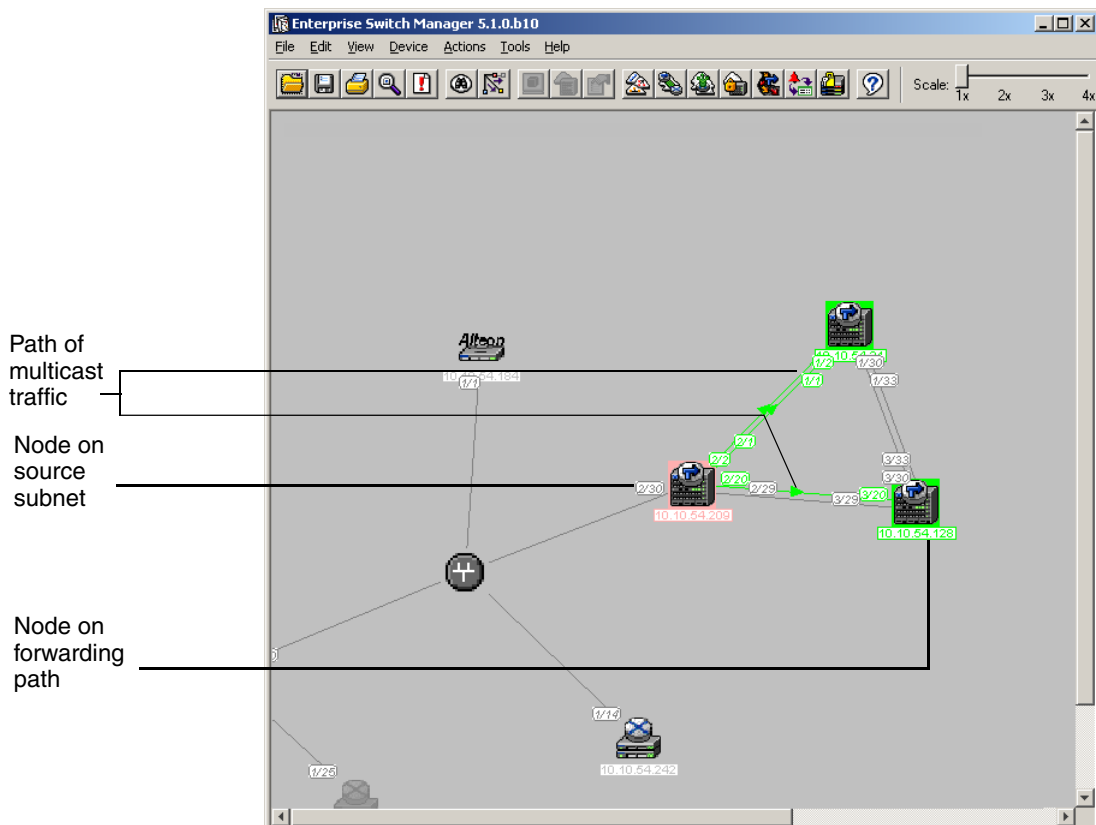 Enterprise Switch Manager 5.1.0.b10
File Edit View Device Actions Tools Help
Scale:
1x 2x 3x 4x
Path of
multicast
traffic
Node on
source
subnet
Node on
forwarding
path
Alteon
1/1
1/2
1/30
1/1
1/33
2/1
2/2
3/33
3/30
2/30
2/20
2/29
3/29
3/20
10.10.54.209
10.10.54.128
1/14
10.10.54.242
1/25